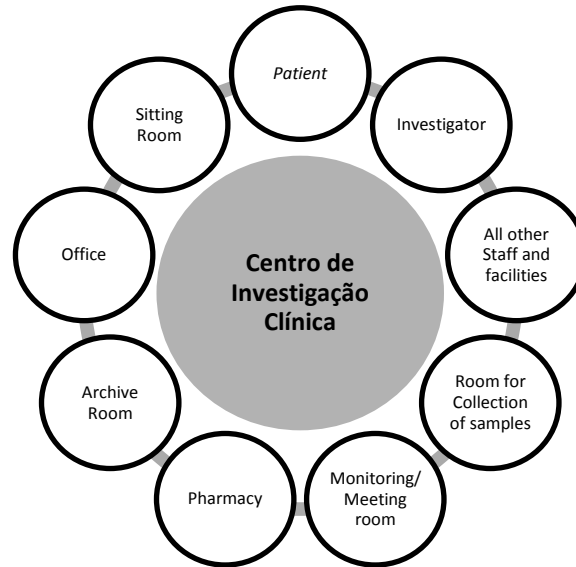 Patient
Investigator
All other
Staff and
facilities
Room for
Collection
of samples
Monitoring/
Meeting
room
Pharmacy
Archive
Room
Office
Sitting
Room
Centro de
Investigação
Clínica